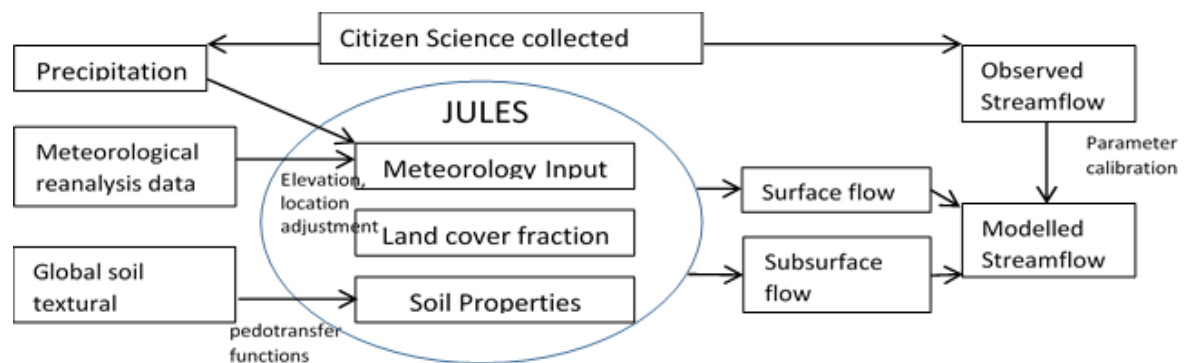 Citizen Science collected
Precipitation
Observed
Streamflow
JULES
Meteorological
reanalysis data
Meteorology Input
Parameter
calibration
Elevation,
location
adjustment
Surface flow
Land cover fraction
Modelled
Streamflow
Subsurface
flow
Global soil
textural
Soil Properties
pedotransfer
functions